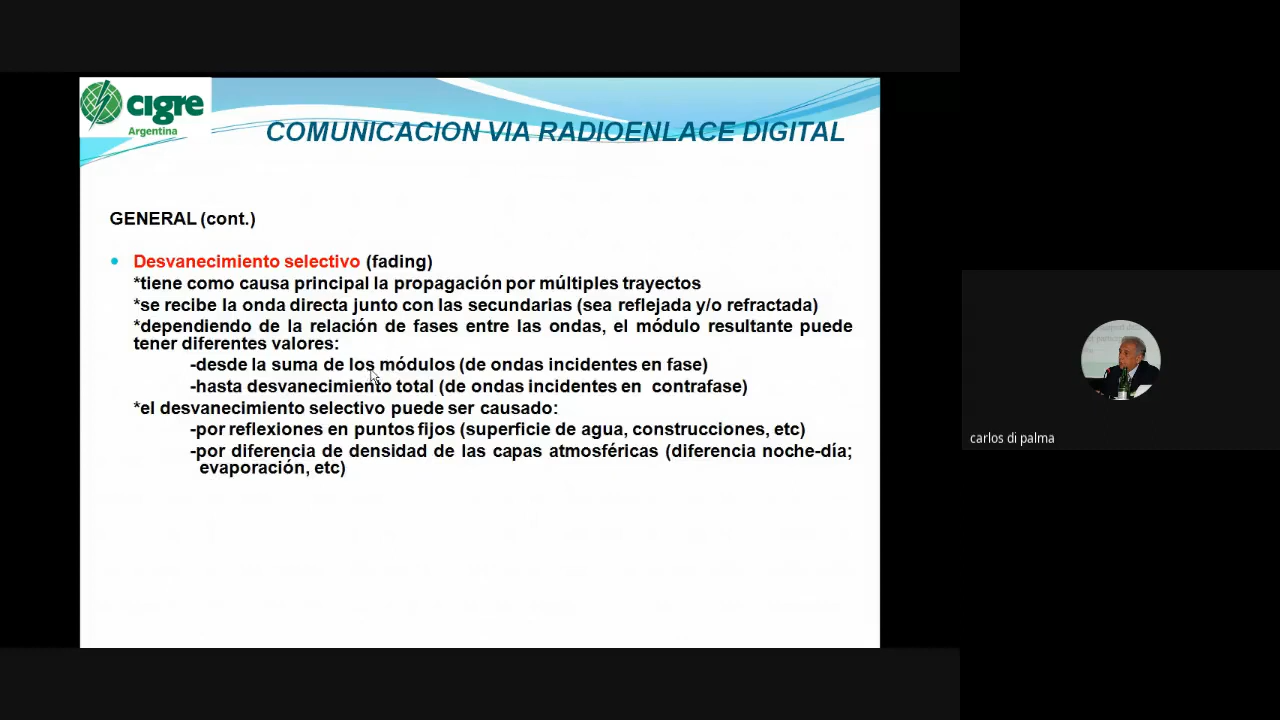 cigre
Argentina
COMUNICACION VIA RADIOENLACE DIGITAL
GENERAL (cont.)
Desvanecimiento selectivo (fading)
*tiene como causa principal la propagación por múltiples trayectos
*se recibe la onda directa junto con las secundarias (sea reflejada y/o refractada)
*dependiendo de la relación de fases entre las ondas, el módulo resultante puede
tener diferentes valores:
-desde la suma de los módulos (de ondas incidentes en fase)
-hasta desvanecimiento total (de ondas incidentes en contrafase)
*el desvanecimiento selectivo puede ser causado:
-por reflexiones en puntos fijos (superficie de agua, construcciones, etc)
-por diferencia de densidad de las capas atmosféricas (diferencia noche-día;
evaporación, etc)
carlos di palma